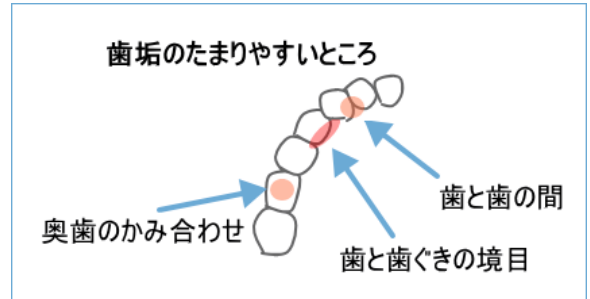 歯垢のたまりやすいところ
歯と歯の間
奥歯のかみ合わせ
歯と歯ぐきの境目